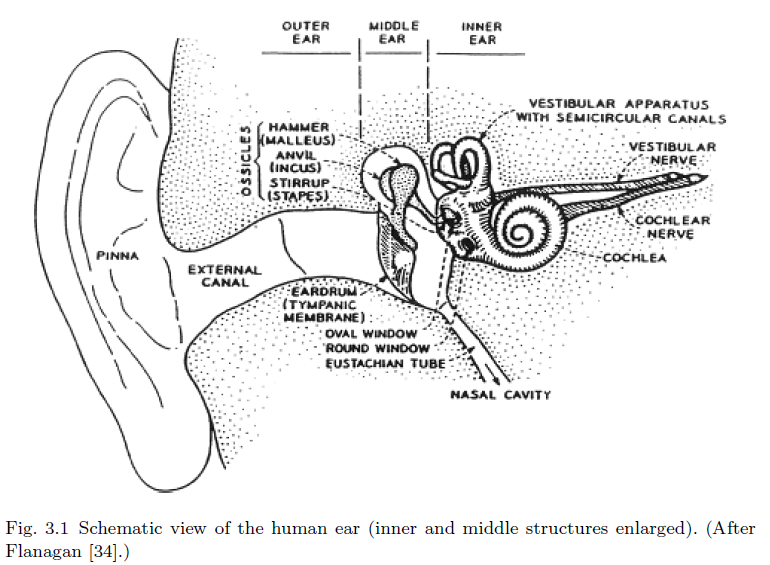 OUTER
EAR
MIDDLE
EAR
INNER
EAR
VESTIBULAR APPARATUS
WITH SEMICIRCULAR CANALS
VESTIBULAR
NERVE
OSSICLES
HAMMER
(MALLEUS)
ANVIL
(INCUS)
STIRRUP
(STAPES)
COCHLEAR
NERVE
PINNA
EXTERNAL
CANAL
COCHLEA
EARDRUM
(TYMPANIC
MEMBRANE)
OVAL WINDOW
ROUND WINDOW
EUSTACHIAN TUBE
NASAL CAVITY
Fig. 3.1 Schematic view of the human ear (inner and middle structures enlarged). (After
Flanagan [34].)